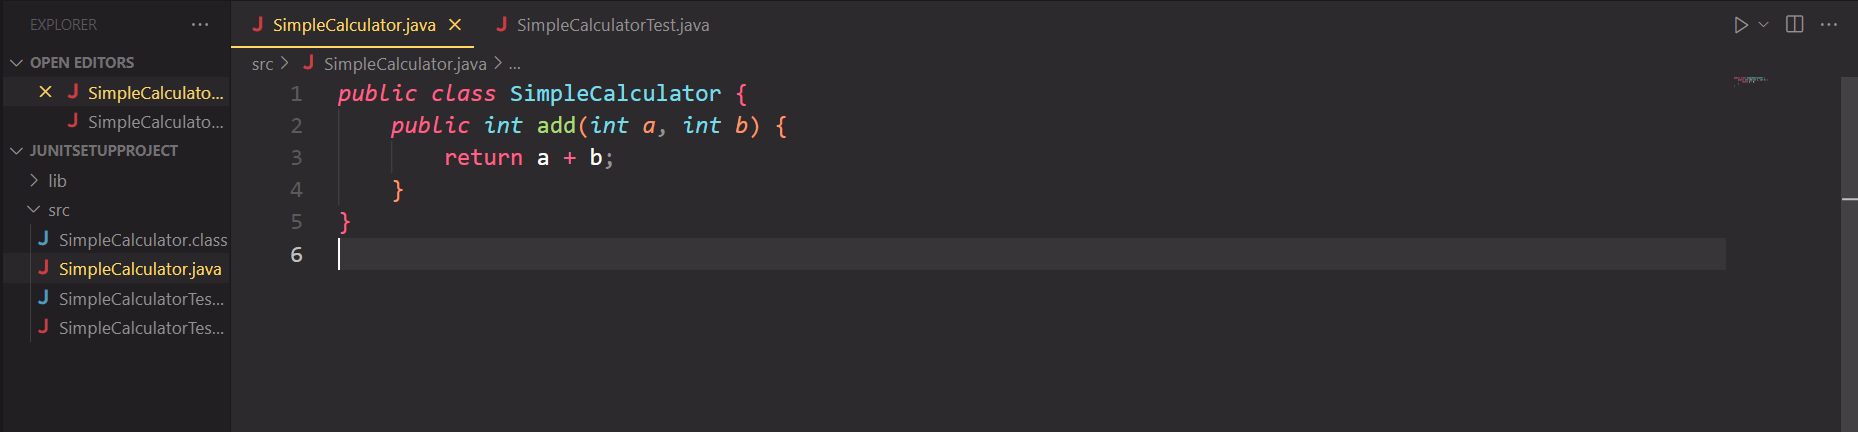 EXPLORER ...
OPEN EDITORS
J SimpleCalculato...
J SimpleCalculato...
JUNITSETUPPROJECT
lib
src
J SimpleCalculator.class
J SimpleCalculator.java
J SimpleCalculatorTes...
J SimpleCalculatorTes...
J SimpleCalculator.java J SimpleCalculatorTest.java ...
src > J SimpleCalculator.java > ...
1 public class SimpleCalculator {
2 public int add(int a, int b) {
3 return a + b;
4 }
5 }
6